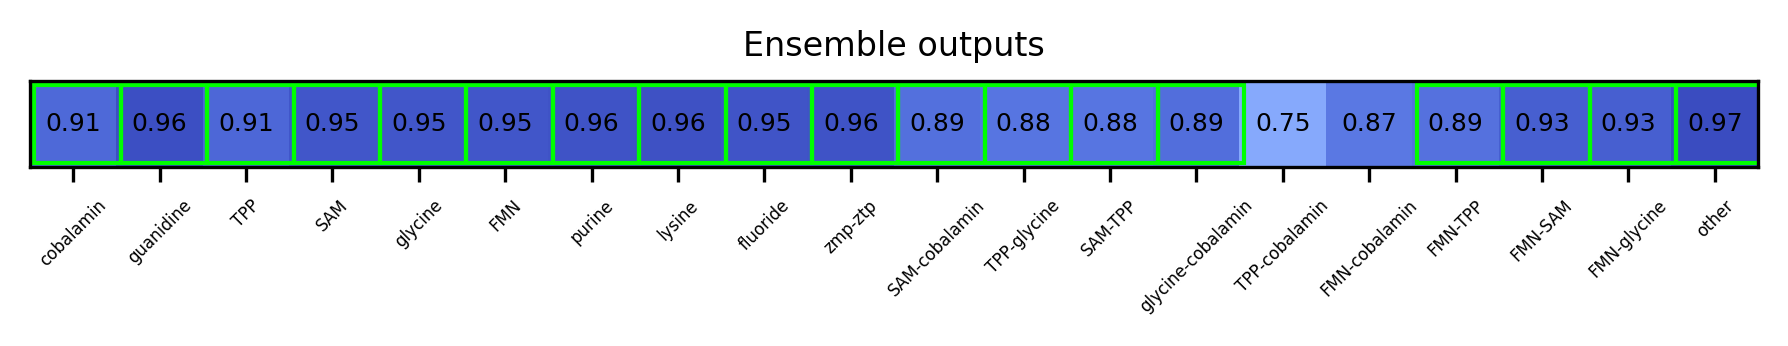 Ensemble outputs
0.91 0.96 0.91 0.95 0.95 0.95 0.96 0.96 0.95 0.96 0.89 0.88 0.88 0.89 0.75 0.87 0.89 0.93 0.93 0.97
cobalamin guanidine TPP SAM glycine FMN purine lysine fluoride zmp-ztp SAM-cobalamin TPP-glycine SAM-TPP glycine-cobalamin TPP-cobalamin FMN-cobalamin FMN-TPP FMN-SAM FMN-glycine other